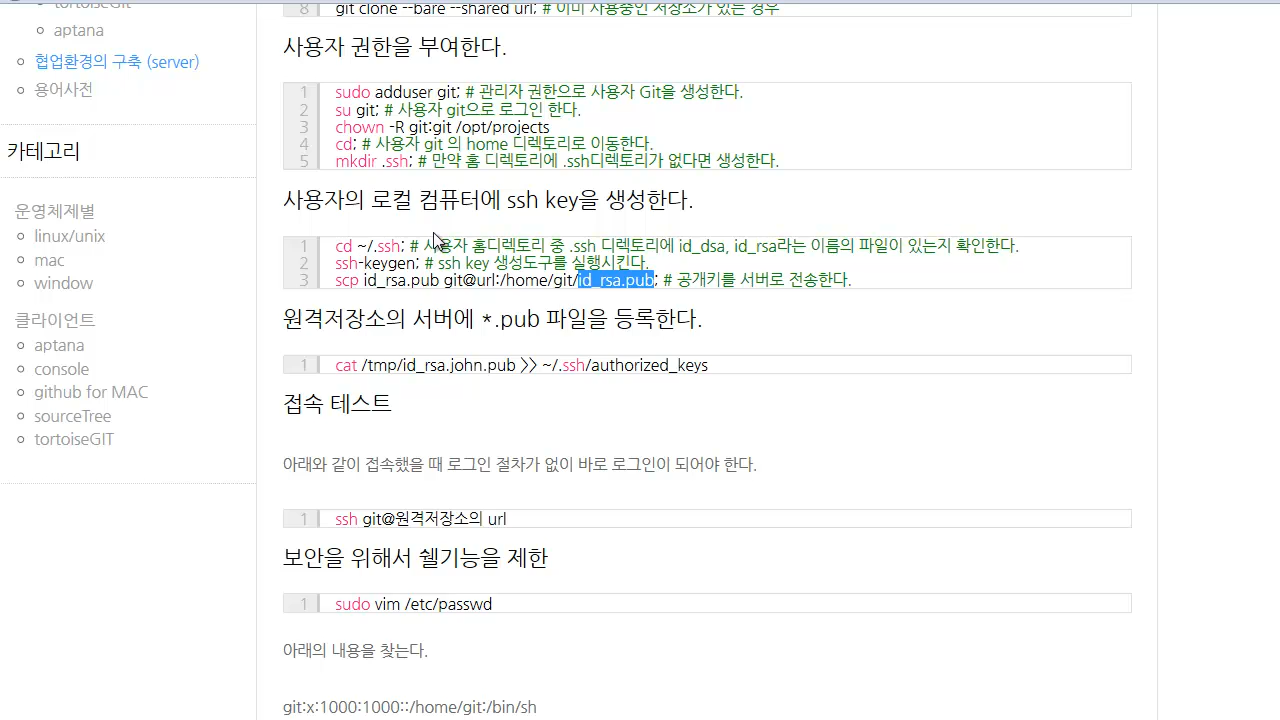 tortoiseGit
aptana
협업환경의 구축 (server)
용어사전
카테고리
운영체제별
linux/unix
mac
window
클라이언트
aptana
console
github for MAC
sourceTree
tortoiseGIT
8 git clone --bare --shared url; # 이미 사용중인 저장소가 있는 경우
사용자 권한을 부여한다.
1 sudo adduser git; # 관리자 권한으로 사용자 Git을 생성한다.
2 su git; # 사용자 git으로 로그인 한다.
3 chown -R git:git /opt/projects
4 cd; # 사용자 git 의 home 디렉토리로 이동한다.
5 mkdir .ssh; # 만약 홈 디렉토리에 .ssh디렉토리가 없다면 생성한다.
사용자의 로컬 컴퓨터에 ssh key을 생성한다.
1 cd ~/.ssh; # 사용자 홈디렉토리 중 .ssh 디렉토리에 id_dsa, id_rsa라는 이름의 파일이 있는지 확인한다.
2 ssh-keygen; # ssh key 생성도구를 실행시킨다.
3 scp id_rsa.pub git@url:/home/git/id_rsa.pub; # 공개키를 서버로 전송한다.
원격저장소의 서버에 *.pub 파일을 등록한다.
1 cat /tmp/id_rsa.john.pub >> ~/.ssh/authorized_keys
접속 테스트
아래와 같이 접속했을 때 로그인 절차가 없이 바로 로그인이 되어야 한다.
1 ssh git@원격저장소의 url
보안을 위해서 쉘기능을 제한
1 sudo vim /etc/passwd
아래의 내용을 찾는다.
git:x:1000:1000::/home/git:/bin/sh